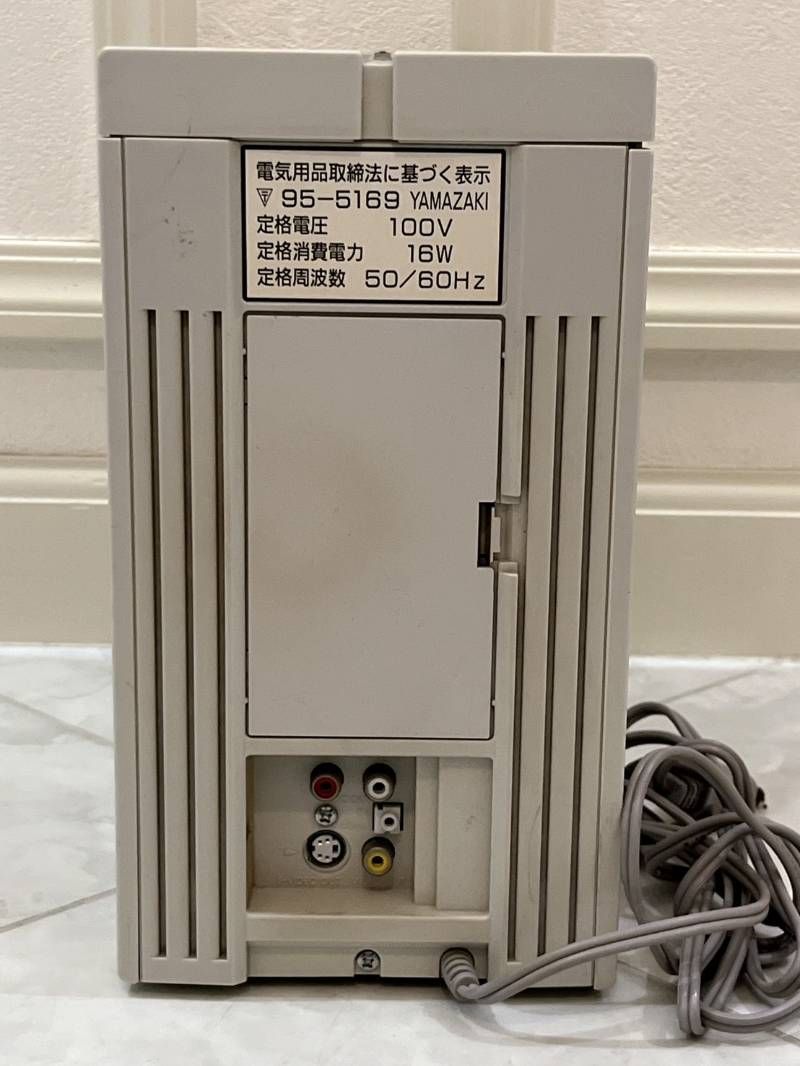 電気用品取締法に基づく表示
95-5169 YAMAZAKI
定格電圧 100V
定格消費電力 16W
定格周波数 50/60Hz